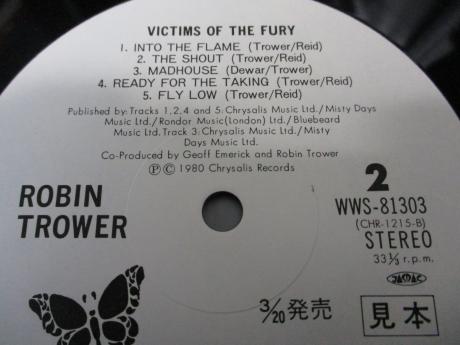 VICTIMS OF THE FURY
1. INTO THE FLAME (Trower/Reid)
2. THE SHOUT (Trower/Reid)
3. MADHOUSE (Dewar/Trower)
4. READY FOR THE TAKING (Trower/Reid)
5. FLY LOW (Trower/Reid)
Published by: Tracks 1,2,4 and 5: Chrysalis Music Ltd./Misty Days
Music Ltd./Rondor Music(London) Ltd./Bluebeard
Music Ltd. Track 3: Chrysalis Music Ltd./Misty
Days Music Ltd.
Co-Produced by Geoff Emerick and Robin Trower
Ⓟ Ⓒ 1980 Chrysalis Records
ROBIN
TROWER
2
WWS-81303
(CHR-1215-B)
STEREO
33⅓ r.p.m.
JASRAC
3/20 発売
見本